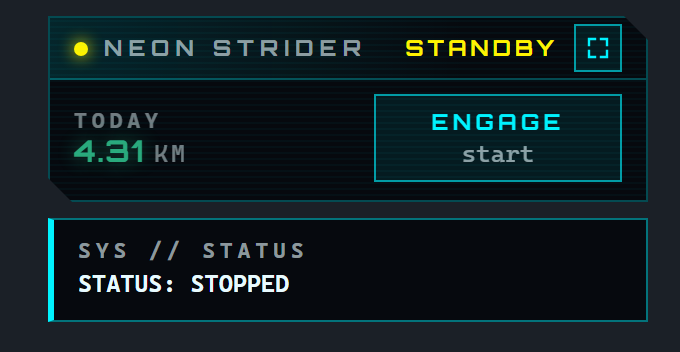 NEON STRIDER STANDBY
TODAY
4.31 KM
ENGAGE
start
SYS // STATUS
STATUS: STOPPED